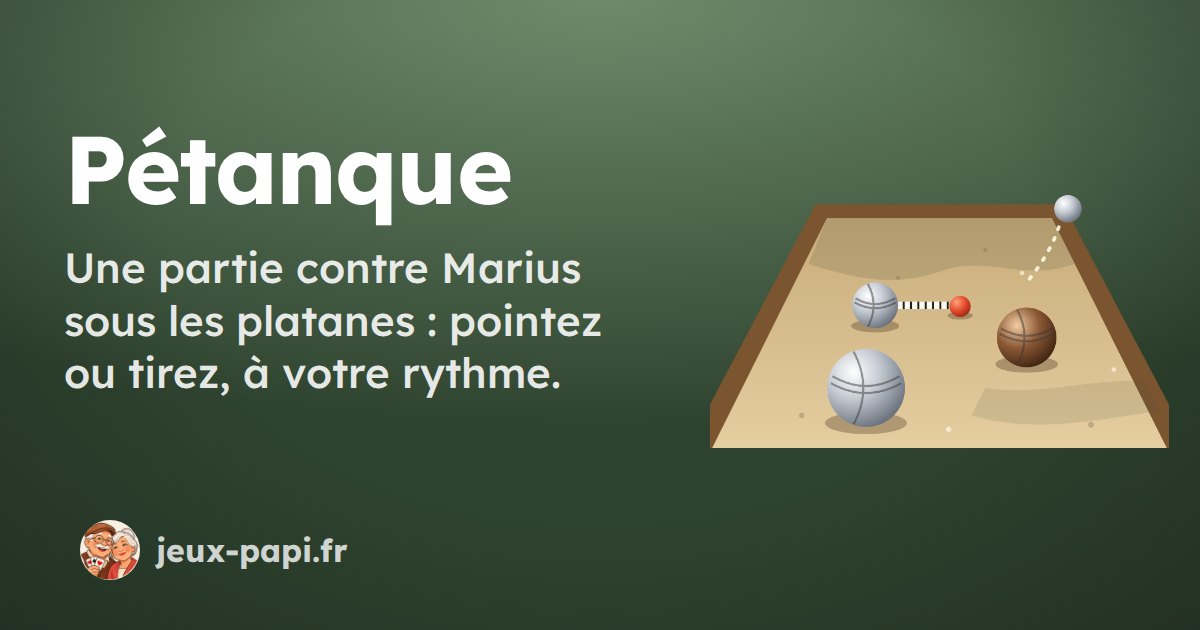 Pétanque
Une partie contre Marius
sous les platanes : pointez
ou tirez, à votre rythme.
jeux-papi.fr